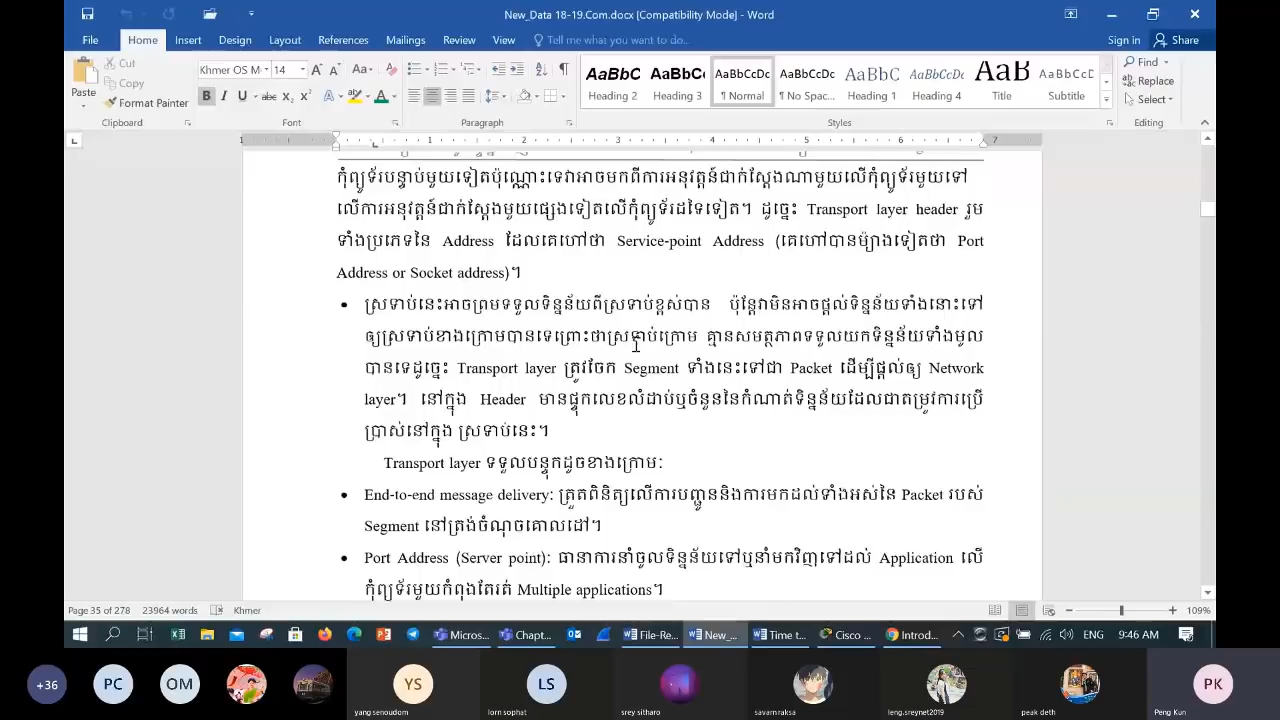 New_Data 18-19.Com.docx [Compatibility Mode] - Word
File Home Insert Design Layout References Mailings Review View Tell me what you want to do... Sign in Share
Cut
Copy
Format Painter
Paste
Khmer OS M 14
AaBbC AaBbCc AaBbCcDc AaBbCcDc AaBbC AaBbCcDc AaB AaBbCcD
Heading 2 Heading 3 ¶ Normal ¶ No Spac... Heading 1 Heading 4 Title Subtitle
Find
Replace
Select
Clipboard Font Paragraph Styles Editing
1 1 2 3 4 5 6 7
កុំព្យូទ័របន្ទាប់មួយទៀតប៉ុណ្ណោះទេវាអាចមកពីការអនុវត្តន៍ជាក់ស្តែងណាមួយលើកុំព្យូទ័រមួយទៅ
លើការអនុវត្តន៍ជាក់ស្តែងមួយផ្សេងទៀតលើកុំព្យូទ័រដទៃទៀត។ ដូច្នេះ Transport layer header រួម
ទាំងប្រភេទនៃ Address ដែលគេហៅថា Service-point Address (គេហៅបានម៉្យាងទៀតថា Port
Address or Socket address)។
• ស្រទាប់នេះអាចព្រមទទួលទិន្នន័យពីស្រទាប់ខ្ពស់បាន ប៉ុន្តែវាមិនអាចផ្តល់ទិន្នន័យទាំងនោះទៅ
ឲ្យស្រទាប់ខាងក្រោមបានទេព្រោះថាស្រទាប់ក្រោម គ្មានសមត្ថភាពទទួលយកទិន្នន័យទាំងមូល
បានទេដូច្នេះ Transport layer ត្រូវចែក Segment ទាំងនេះទៅជា Packet ដើម្បីផ្តល់ឲ្យ Network
layer។ នៅក្នុង Header មានផ្ទុកលេខលំដាប់ឬចំនួននៃកំណាត់ទិន្នន័យដែលជាតម្រូវការប្រើ
ប្រាស់នៅក្នុង ស្រទាប់នេះ។
Transport layer ទទួលបន្ទុកដូចខាងក្រោម:
• End-to-end message delivery: ត្រួតពិនិត្យលើការបញ្ជូននិងការមកដល់ទាំងអស់នៃ Packet របស់
Segment នៅត្រង់ចំណុចគោលដៅ។
• Port Address (Server point): ធានាការនាំចូលទិន្នន័យទៅឬនាំមកវិញទៅដល់ Application លើ
កុំព្យូទ័រមួយកំពុងតែរត់ Multiple applications។
Page 35 of 278 23964 words Khmer 109%
Micros... Chapt... File-Re... New_... Time t... Cisco ... Introd... ENG 9:46 AM
+36 PC OM YS LS PK
yang senoudom lorn sophat srey sitharo savam raksa leng.sreynet2019 peak deth Peng Kun